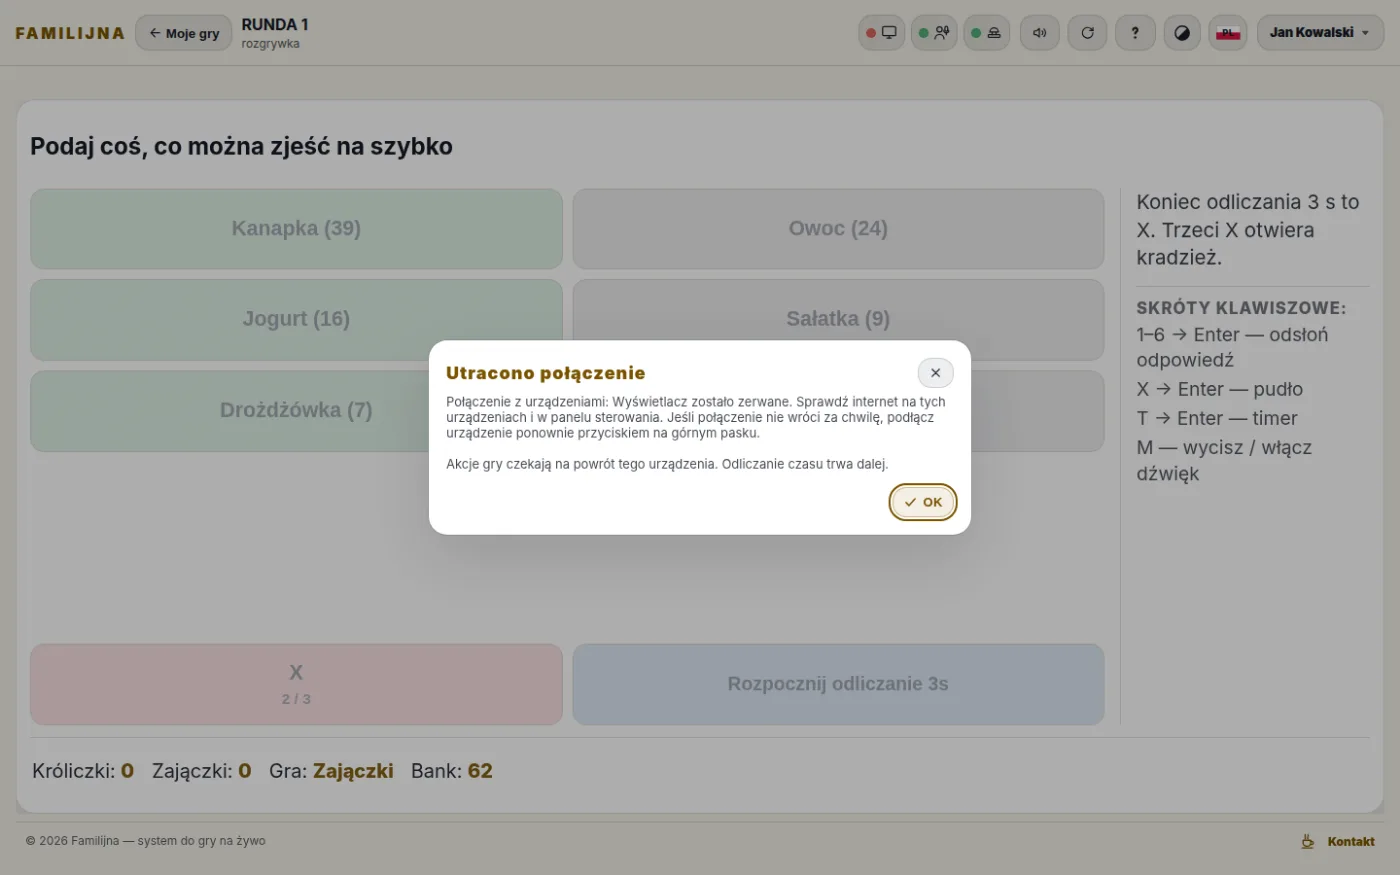 FAMILIJNA
← Moje gry
RUNDA 1
rozgrywka
?
PL
Jan Kowalski
Podaj coś, co można zjeść na szybko
Kanapka (39)
Owoc (24)
Jogurt (16)
Sałatka (9)
Drożdżówka (7)
X
2 / 3
Rozpocznij odliczanie 3s
Koniec odliczania 3 s to
X. Trzeci X otwiera
kradzież.
SKRÓTY KLAWISZOWE:
1–6 → Enter — odsłoń
odpowiedź
X → Enter — pudło
T → Enter — timer
M — wycisz / włącz
dźwięk
Utracono połączenie
Połączenie z urządzeniami: Wyświetlacz zostało zerwane. Sprawdź internet na tych
urządzeniach i w panelu sterowania. Jeśli połączenie nie wróci za chwilę, podłącz
urządzenie ponownie przyciskiem na górnym pasku.
Akcje gry czekają na powrót tego urządzenia. Odliczanie czasu trwa dalej.
OK
Króliczki: 0 Zajączki: 0 Gra: Zajączki Bank: 62
© 2026 Familijna — system do gry na żywo
Kontakt